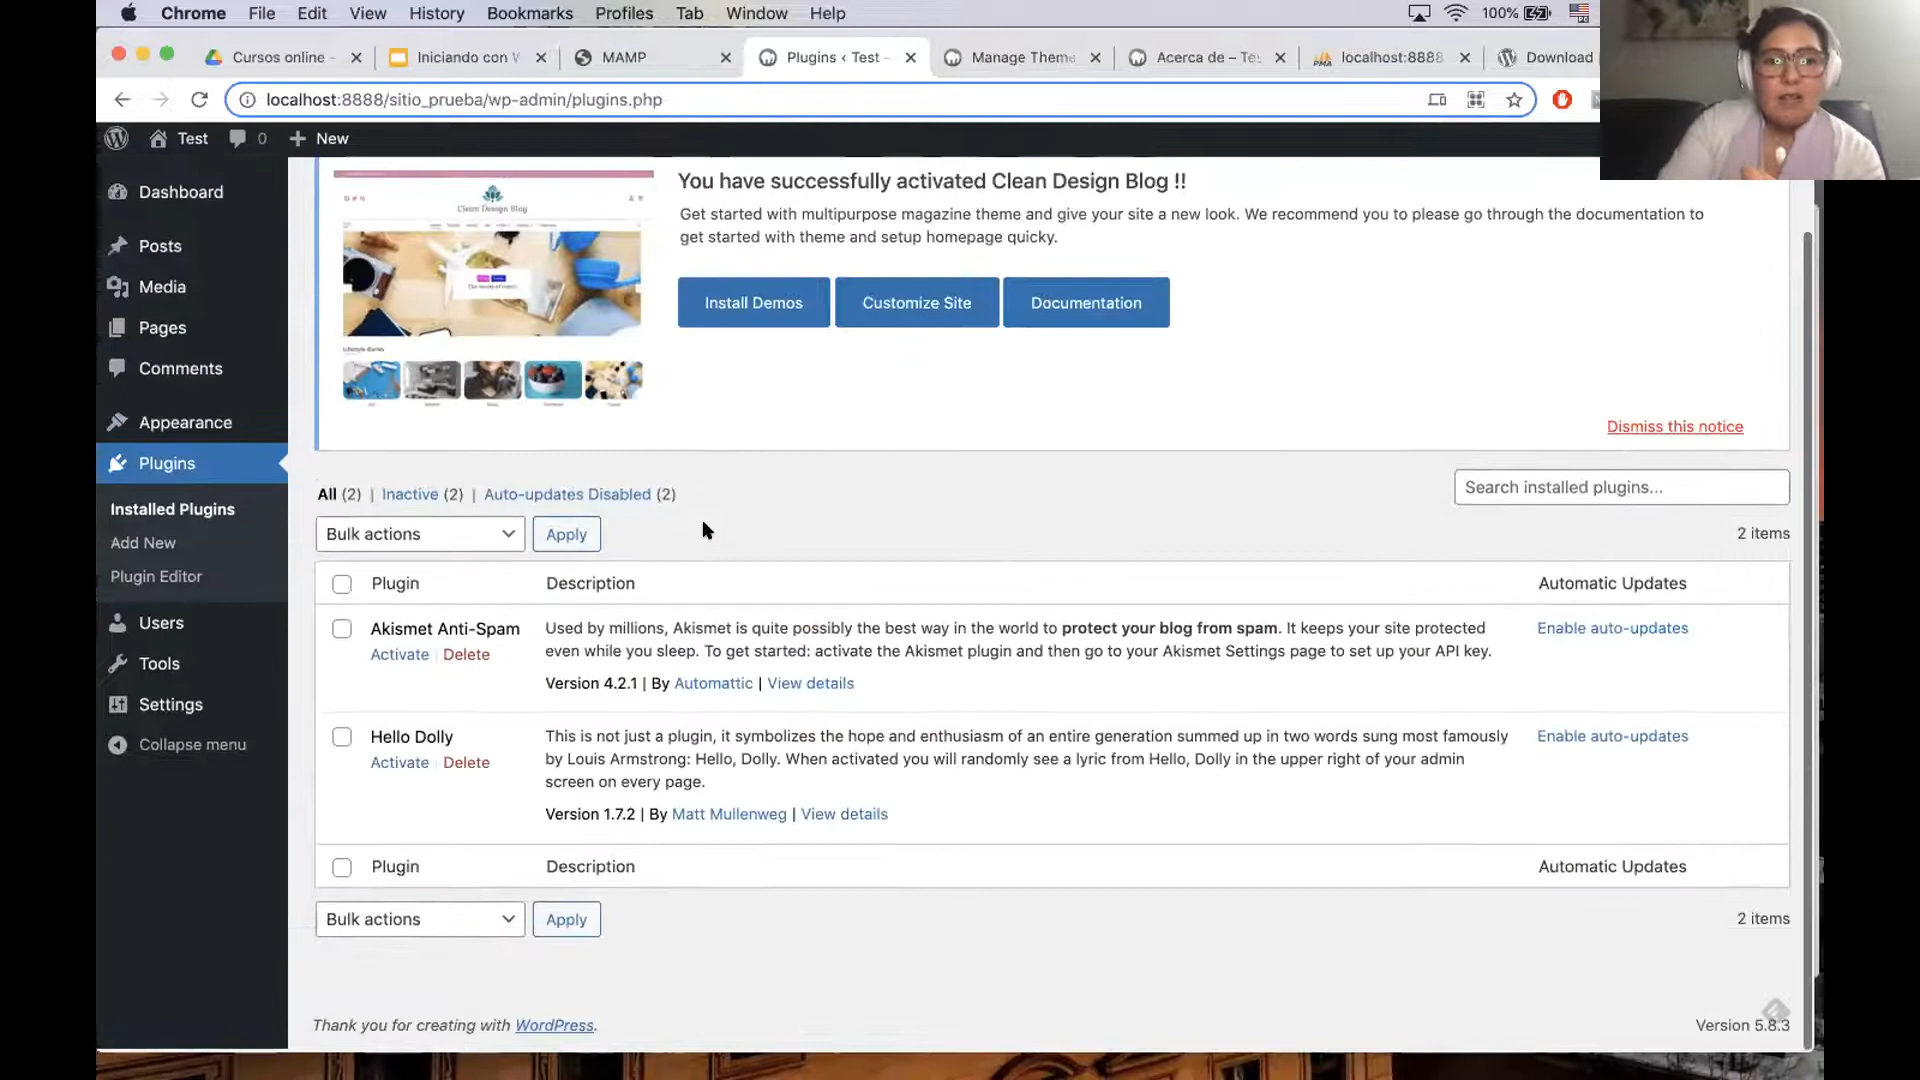 Chrome File Edit View History Bookmarks Profiles Tab Window Help 100%
Cursos online - Iniciando con MAMP Plugins ‹ Test – Manage Theme Acerca de – Te localhost:8888 Download
localhost:8888/sitio_prueba/wp-admin/plugins.php
Test 0 New
Dashboard
Posts
Media
Pages
Comments
Appearance
Plugins
Installed Plugins
Add New
Plugin Editor
Users
Tools
Settings
Collapse menu
Clean Design Blog
Lifestyle diaries
You have successfully activated Clean Design Blog !!
Get started with multipurpose magazine theme and give your site a new look. We recommend you to please go through the documentation to
get started with theme and setup homepage quicky.
Install Demos Customize Site Documentation
Dismiss this notice
All (2) | Inactive (2) | Auto-updates Disabled (2)
Search installed plugins...
Bulk actions Apply
2 items
Plugin Description Automatic Updates
Akismet Anti-Spam
Activate | Delete
Used by millions, Akismet is quite possibly the best way in the world to protect your blog from spam. It keeps your site protected
even while you sleep. To get started: activate the Akismet plugin and then go to your Akismet Settings page to set up your API key.
Version 4.2.1 | By Automattic | View details
Enable auto-updates
Hello Dolly
Activate | Delete
This is not just a plugin, it symbolizes the hope and enthusiasm of an entire generation summed up in two words sung most famously
by Louis Armstrong: Hello, Dolly. When activated you will randomly see a lyric from Hello, Dolly in the upper right of your admin
screen on every page.
Version 1.7.2 | By Matt Mullenweg | View details
Enable auto-updates
Plugin Description Automatic Updates
Bulk actions Apply
2 items
Thank you for creating with WordPress.
Version 5.8.3